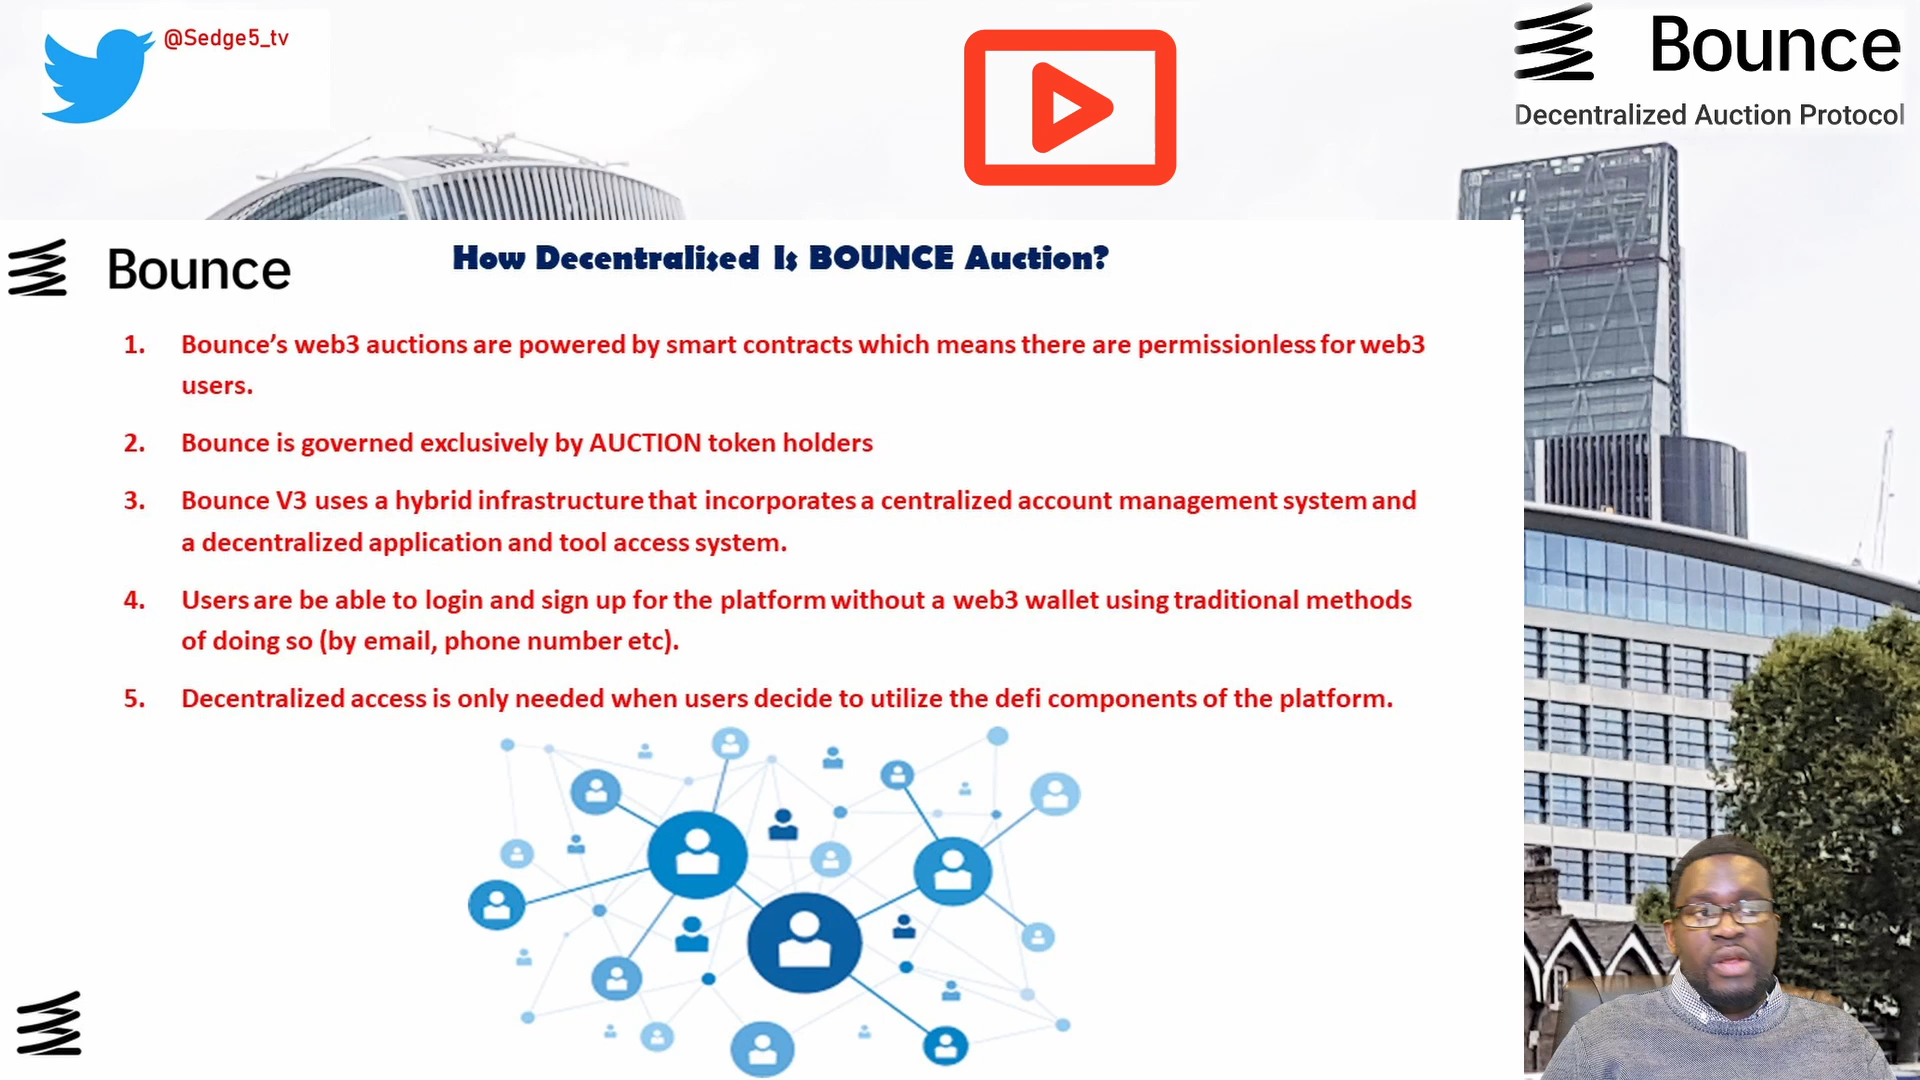 @Sedge5_tv
Bounce
Decentralized Auction Protocol
Bounce
How Decentralised Is BOUNCE Auction?
1. Bounce's web3 auctions are powered by smart contracts which means there are permissionless for web3
users.
2. Bounce is governed exclusively by AUCTION token holders
3. Bounce V3 uses a hybrid infrastructure that incorporates a centralized account management system and
a decentralized application and tool access system.
4. Users are be able to login and sign up for the platform without a web3 wallet using traditional methods
of doing so (by email, phone number etc).
5. Decentralized access is only needed when users decide to utilize the defi components of the platform.